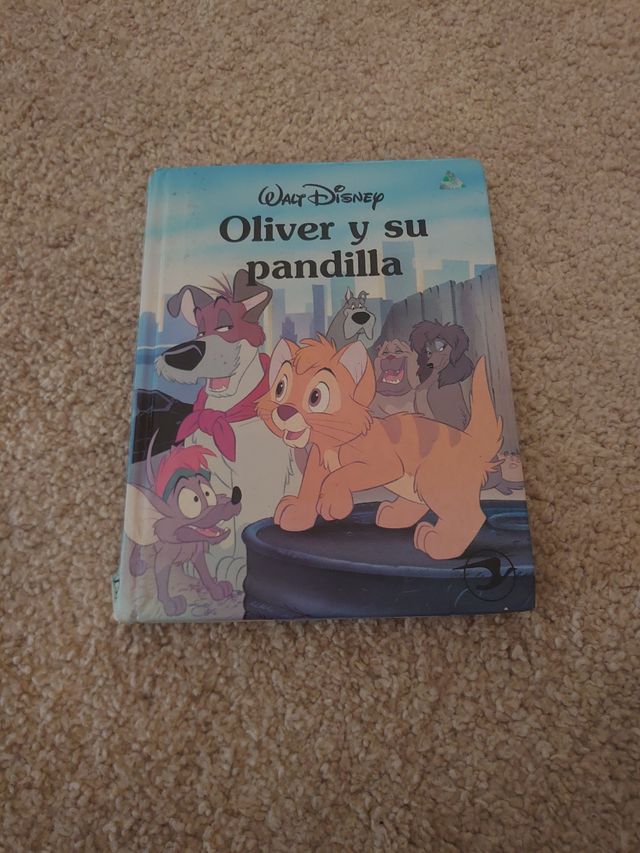 WALT DISNEY
Oliver y su
pandilla